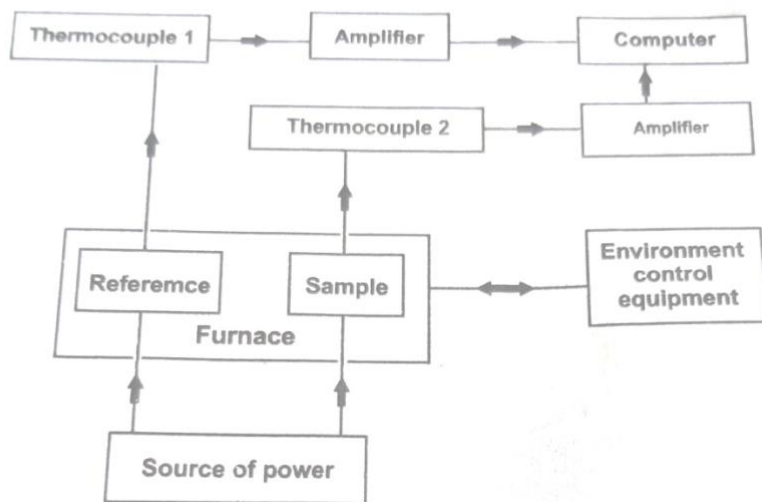 Thermocouple 1
Amplifier
Computer
Thermocouple 2
Amplifier
Referemce
Sample
Furnace
Environment
control
equipment
Source of power